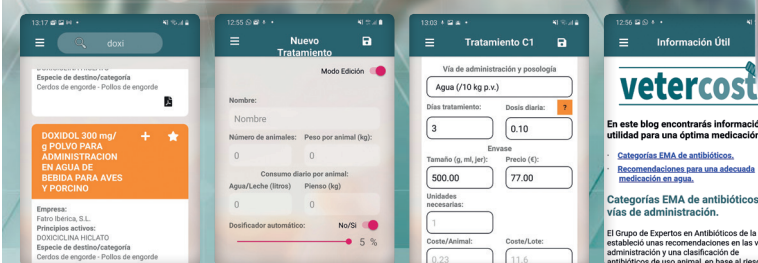 13:17
doxi
DOXICICLINA HICLATO
Especie de destino/categoría
Cerdos de engorde - Pollos de engorde
DOXIDOL 300 mg/
g POLVO PARA
ADMINISTRACION
EN AGUA DE
BEBIDA PARA AVES
Y PORCINO
Empresa:
Fatro Ibérica, S.L.
Principios activos:
DOXICICLINA HICLATO
Especie de destino/categoría
Cerdos de engorde - Pollos de engorde
12:55
Nuevo
Tratamiento
Modo Edición
Nombre:
Nombre
Número de animales: Peso por animal (kg):
0 0
Consumo diario por animal:
Agua/Leche (litros) Pienso (kg)
0 0
Dosificador automático: No/Si
5 %
13:03
Tratamiento C1
Vía de administración y posología
Agua (/10 kg p.v.)
Días tratamiento: Dosis diaria: ?
3 0.10
Envase
Tamaño (g, ml, jer): Precio (€):
500.00 77.00
Unidades
necesarias:
1
Coste/Animal: Coste/Lote:
0.23 11.6
12:56
Información Útil
vetercost
En este blog encontrarás informació
utilidad para una óptima medicación
· Categorías EMA de antibióticos.
· Recomendaciones para una adecuada
medicación en agua.
Categorías EMA de antibióticos
vías de administración.
El Grupo de Expertos en Antibióticos de la
estableció unas recomendaciones en las v
administración y una clasificación de
antibióticos de uso animal, en base al riesg